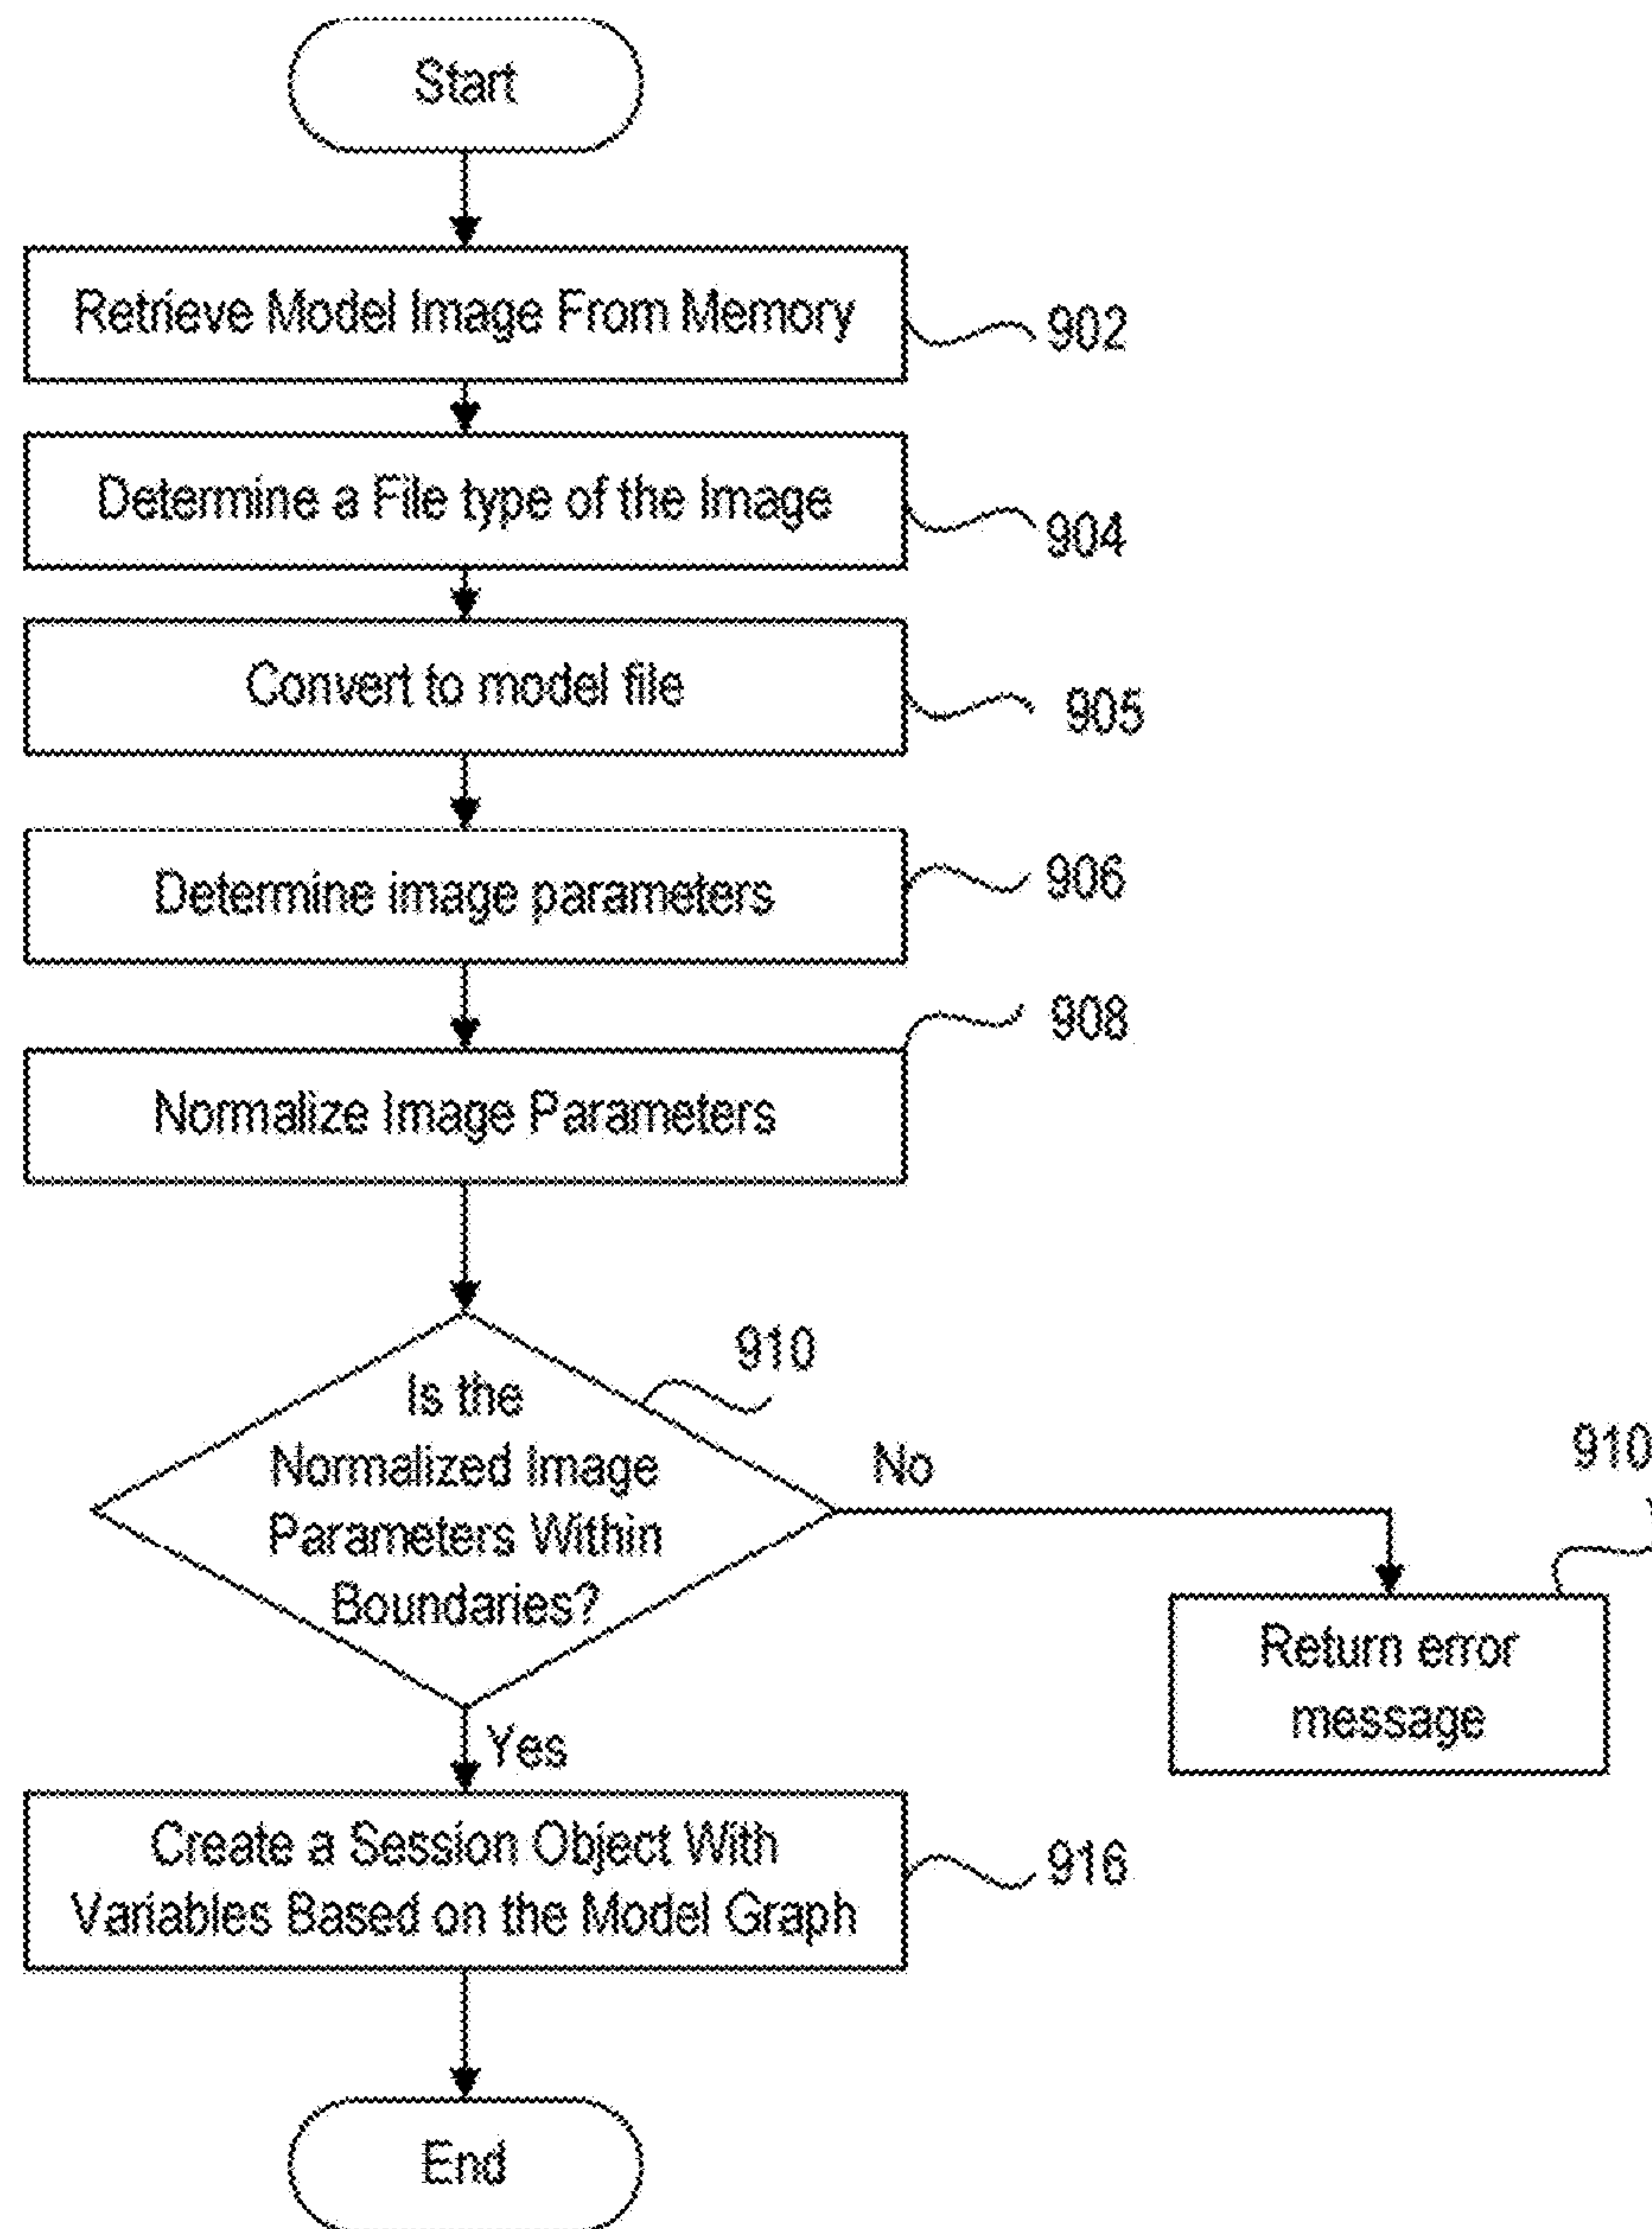 Start
Retrieve Model Image From Memory
902
Determine a File type of the Image
904
Convert to model file
905
Determine image parameters
906
908
Normalize Image Parameters
910
Is the
Normalized Image
Parameters Within
Boundaries?
No
910
Return error
message
Yes
Create a Session Object With
Variables Based on the Model Graph
916
End